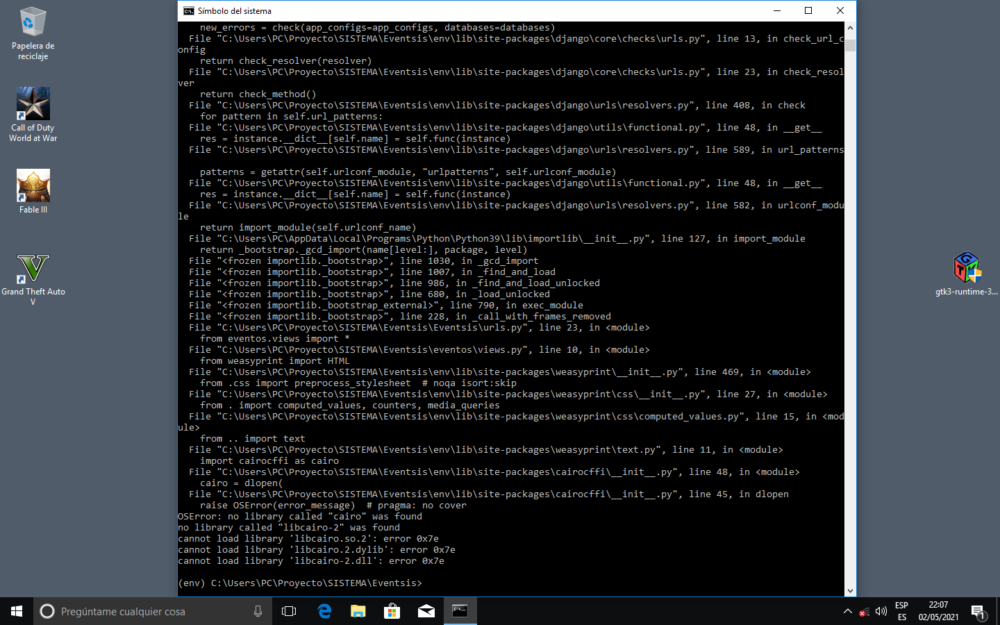 Papelera de
reciclaje
Call of Duty
World at War
Fable III
Grand Theft Auto
V
Símbolo del sistema
new_errors = check(app_configs=app_configs, databases=databases)
File "C:\Users\PC\Proyecto\SISTEMA\Eventsis\env\lib\site-packages\django\core\checks\urls.py", line 13, in check_url_c
onfig
return check_resolver(resolver)
File "C:\Users\PC\Proyecto\SISTEMA\Eventsis\env\lib\site-packages\django\core\checks\urls.py", line 23, in check_resol
ver
return check_method()
File "C:\Users\PC\Proyecto\SISTEMA\Eventsis\env\lib\site-packages\django\urls\resolvers.py", line 408, in check
for pattern in self.url_patterns:
File "C:\Users\PC\Proyecto\SISTEMA\Eventsis\env\lib\site-packages\django\utils\functional.py", line 48, in __get__
res = instance.__dict__[self.name] = self.func(instance)
File "C:\Users\PC\Proyecto\SISTEMA\Eventsis\env\lib\site-packages\django\urls\resolvers.py", line 589, in url_patterns
patterns = getattr(self.urlconf_module, "urlpatterns", self.urlconf_module)
File "C:\Users\PC\Proyecto\SISTEMA\Eventsis\env\lib\site-packages\django\utils\functional.py", line 48, in __get__
res = instance.__dict__[self.name] = self.func(instance)
File "C:\Users\PC\Proyecto\SISTEMA\Eventsis\env\lib\site-packages\django\urls\resolvers.py", line 582, in urlconf_modu
le
return import_module(self.urlconf_name)
File "C:\Users\PC\AppData\Local\Programs\Python\Python39\lib\importlib\__init__.py", line 127, in import_module
return _bootstrap._gcd_import(name[level:], package, level)
File "<frozen importlib._bootstrap>", line 1030, in _gcd_import
File "<frozen importlib._bootstrap>", line 1007, in _find_and_load
File "<frozen importlib._bootstrap>", line 986, in _find_and_load_unlocked
File "<frozen importlib._bootstrap>", line 680, in _load_unlocked
File "<frozen importlib._bootstrap_external>", line 790, in exec_module
File "<frozen importlib._bootstrap>", line 228, in _call_with_frames_removed
File "C:\Users\PC\Proyecto\SISTEMA\Eventsis\Eventsis\urls.py", line 23, in <module>
from eventos.views import *
File "C:\Users\PC\Proyecto\SISTEMA\Eventsis\eventos\views.py", line 10, in <module>
from weasyprint import HTML
File "C:\Users\PC\Proyecto\SISTEMA\Eventsis\env\lib\site-packages\weasyprint\__init__.py", line 469, in <module>
from .css import preprocess_stylesheet  # noqa isort:skip
File "C:\Users\PC\Proyecto\SISTEMA\Eventsis\env\lib\site-packages\weasyprint\css\__init__.py", line 27, in <module>
from . import computed_values, counters, media_queries
File "C:\Users\PC\Proyecto\SISTEMA\Eventsis\env\lib\site-packages\weasyprint\css\computed_values.py", line 15, in <mod
ule>
from .. import text
File "C:\Users\PC\Proyecto\SISTEMA\Eventsis\env\lib\site-packages\weasyprint\text.py", line 11, in <module>
import cairocffi as cairo
File "C:\Users\PC\Proyecto\SISTEMA\Eventsis\env\lib\site-packages\cairocffi\__init__.py", line 48, in <module>
cairo = dlopen(
File "C:\Users\PC\Proyecto\SISTEMA\Eventsis\env\lib\site-packages\cairocffi\__init__.py", line 45, in dlopen
raise OSError(error_message)  # pragma: no cover
OSError: no library called "cairo" was found
no library called "libcairo-2" was found
cannot load library 'libcairo.so.2': error 0x7e
cannot load library 'libcairo.2.dylib': error 0x7e
cannot load library 'libcairo-2.dll': error 0x7e
(env) C:\Users\PC\Proyecto\SISTEMA\Eventsis>
GTK
gtk3-runtime-3...
Pregúntame cualquier cosa
ESP
ES
22:07
02/05/2021
1